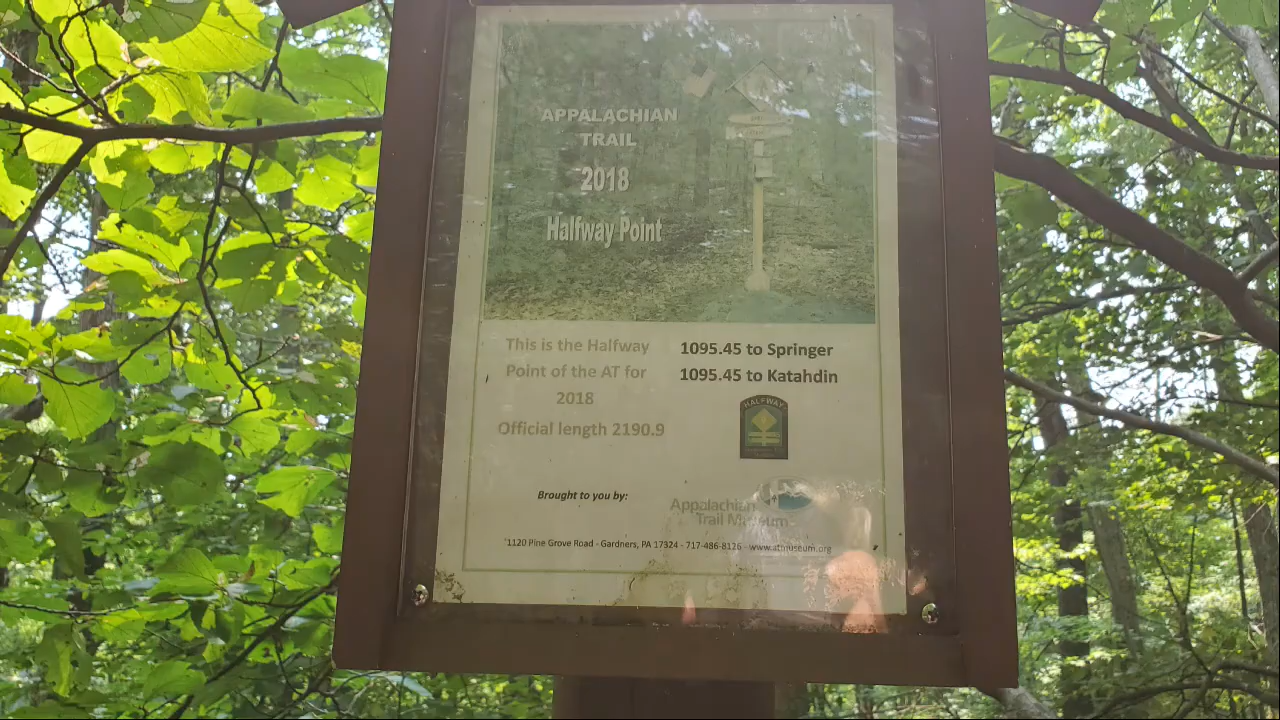 APPALACHIAN
TRAIL
2018
Halfway Point
This is the Halfway
Point of the AT for
2018
Official length 2190.9
1095.45 to Springer
1095.45 to Katahdin
HALFWAY
Brought to you by:
Appalachian
Trail Museum
1120 Pine Grove Road - Gardners, PA 17324 - 717-486-8126 - www.atmuseum.org